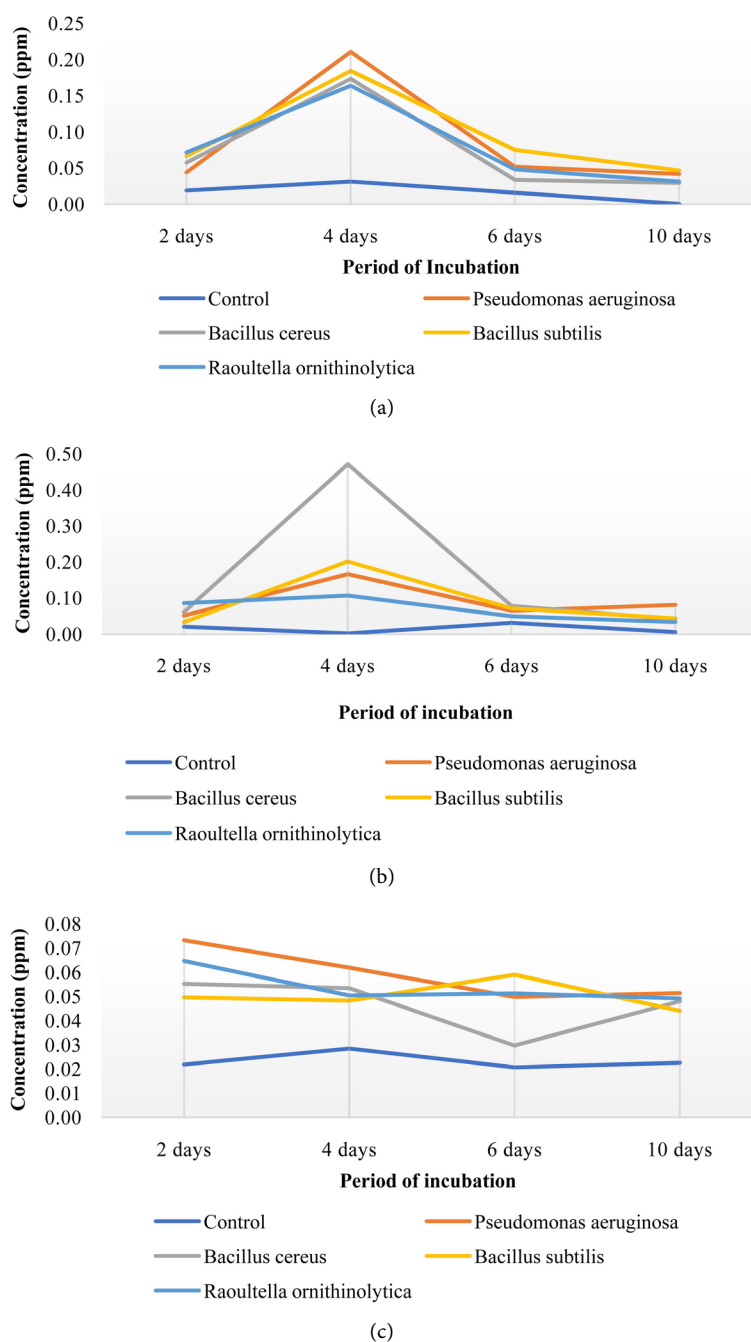 Concentration (ppm)
0.25
0.20
0.15
0.10
0.05
0.00
2 days 4 days 6 days 10 days
Period of Incubation
Control Pseudomonas aeruginosa
Bacillus cereus Bacillus subtilis
Raoultella ornithinolytica
(a)
Concentration (ppm)
0.50
0.40
0.30
0.20
0.10
0.00
2 days 4 days 6 days 10 days
Period of incubation
Control Pseudomonas aeruginosa
Bacillus cereus Bacillus subtilis
Raoultella ornithinolytica
(b)
Concentration (ppm)
0.08
0.07
0.06
0.05
0.04
0.03
0.02
0.01
0.00
2 days 4 days 6 days 10 days
Period of incubation
Control Pseudomonas aeruginosa
Bacillus cereus Bacillus subtilis
Raoultella ornithinolytica
(c)